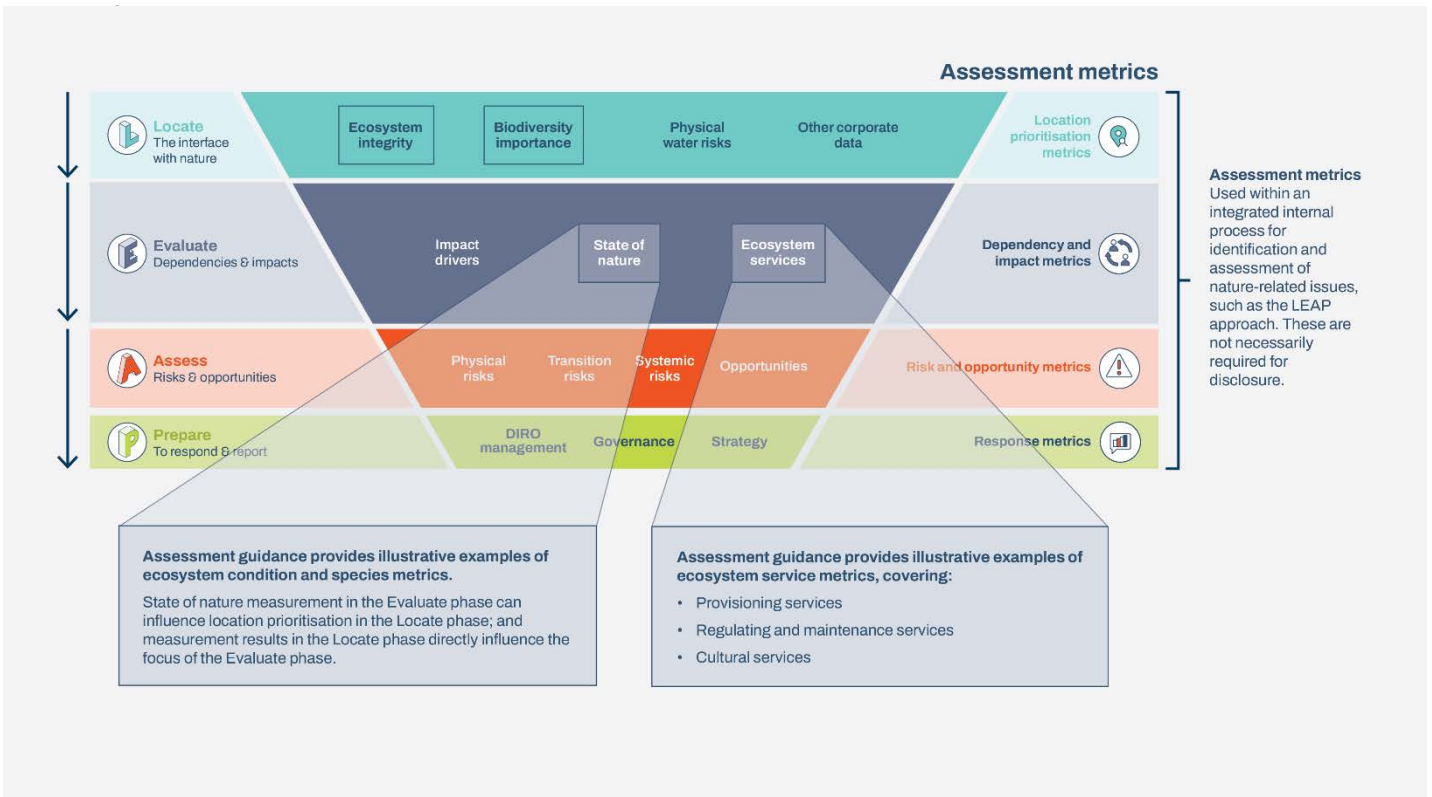 Assessment metrics
Locate
The interface
with nature
Ecosystem
integrity
Biodiversity
importance
Physical
water risks
Other corporate
data
Location
prioritisation
metrics
Evaluate
Dependencies & impacts
Impact
drivers
State of
nature
Ecosystem
services
Dependency and
impact metrics
Assess
Risks & opportunities
Physical
risks
Transition
risks
Systemic
risks
Opportunities
Risk and opportunity metrics
Prepare
To respond & report
DIRO
management
Governance
Strategy
Response metrics
Assessment metrics
Used within an
integrated internal
process for
identification and
assessment of
nature-related issues,
such as the LEAP
approach. These are
not necessarily
required for
disclosure.
Assessment guidance provides illustrative examples of
ecosystem condition and species metrics.
State of nature measurement in the Evaluate phase can
influence location prioritisation in the Locate phase; and
measurement results in the Locate phase directly influence the
focus of the Evaluate phase.
Assessment guidance provides illustrative examples of
ecosystem service metrics, covering:
• Provisioning services
• Regulating and maintenance services
• Cultural services